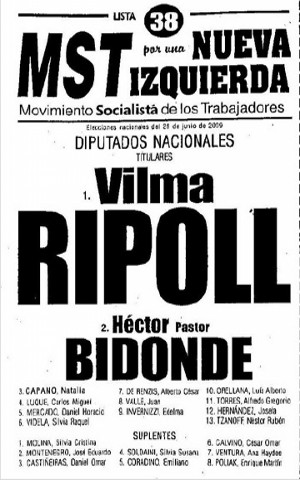 LISTA 38
MST por una NUEVA IZQUIERDA
Movimiento Socialista de los Trabajadores
Elecciones nacionales del 28 de junio de 2009
DIPUTADOS NACIONALES
TITULARES
1. Vilma
RIPOLL
2. Héctor Pastor
BIDONDE
3. CAPANO, Natalia
4. LUQUE, Carlos Miguel
5. MERCADO, Daniel Horacio
6. VIDELA, Silvia Raquel
7. DE RENZIS, Alberto César
8. VALLE, Juan
9. INVERNIZZI, Edelma
10. ORELLANA, Luis Alberto
11. TORRES, Alfredo Gregorio
12. HERNÁNDEZ, Josela
13. TZANOFF Néstor Rubén
SUPLENTES
1. MOLINA, Silvia Cristina
2. MONTENEGRO, José Eduardo
3. CASTIÑEIRAS, Daniel Omar
4. SOLDANI, Silvia Susana
5. CORADINO, Emiliano
6. GALVINO, César Omar
7. VENTURA, Ana Haydee
8. POLIAK, Enrique Martín